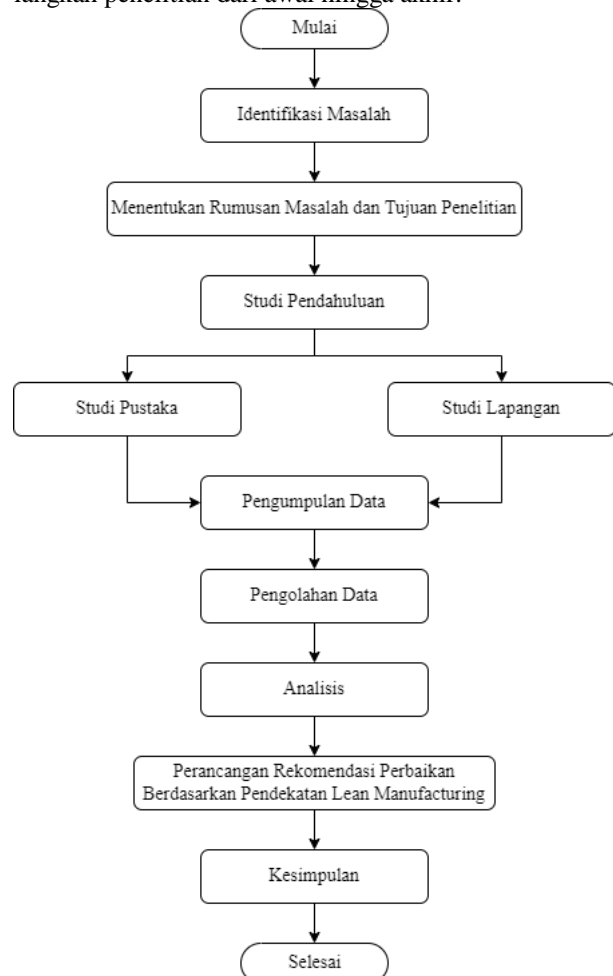 langkah penelitian dari awal hingga akhir.
Mulai
Identifikasi Masalah
Menentukan Rumusan Masalah dan Tujuan Penelitian
Studi Pendahuluan
Studi Pustaka
Studi Lapangan
Pengumpulan Data
Pengolahan Data
Analisis
Perancangan Rekomendasi Perbaikan
Berdasarkan Pendekatan Lean Manufacturing
Kesimpulan
Selesai